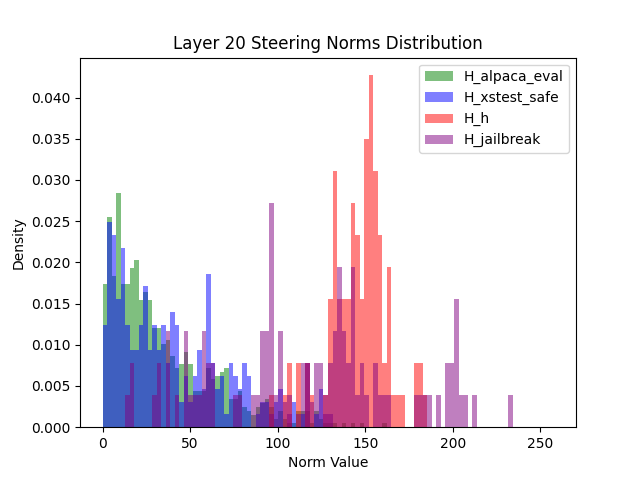 Layer 20 Steering Norms Distribution
H_alpaca_eval
H_xstest_safe
H_h
H_jailbreak
0.040
0.035
0.030
0.025
0.020
0.015
0.010
0.005
0.000
Density
0 50 100 150 200 250
Norm Value